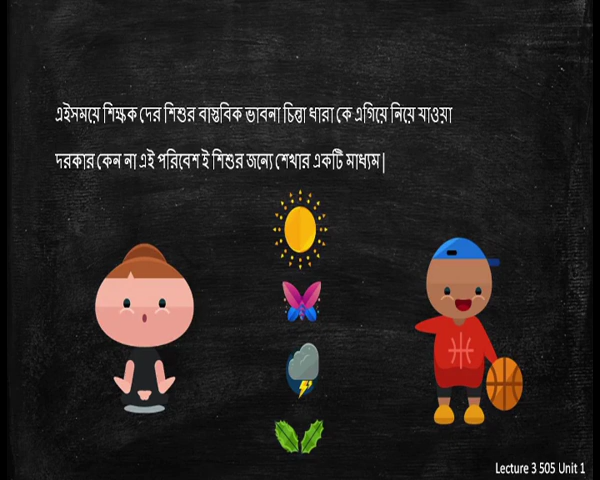 এইসময়ে শিক্ষক দের শিশুর বাস্তবিক ভাবনা চিন্তা ধারা কে এগিয়ে নিয়ে যাওয়া
দরকার কেন না এই পরিবেশ ই শিশুর জন্যে শেখার একটি মাধ্যম|
Lecture 3 505 Unit 1